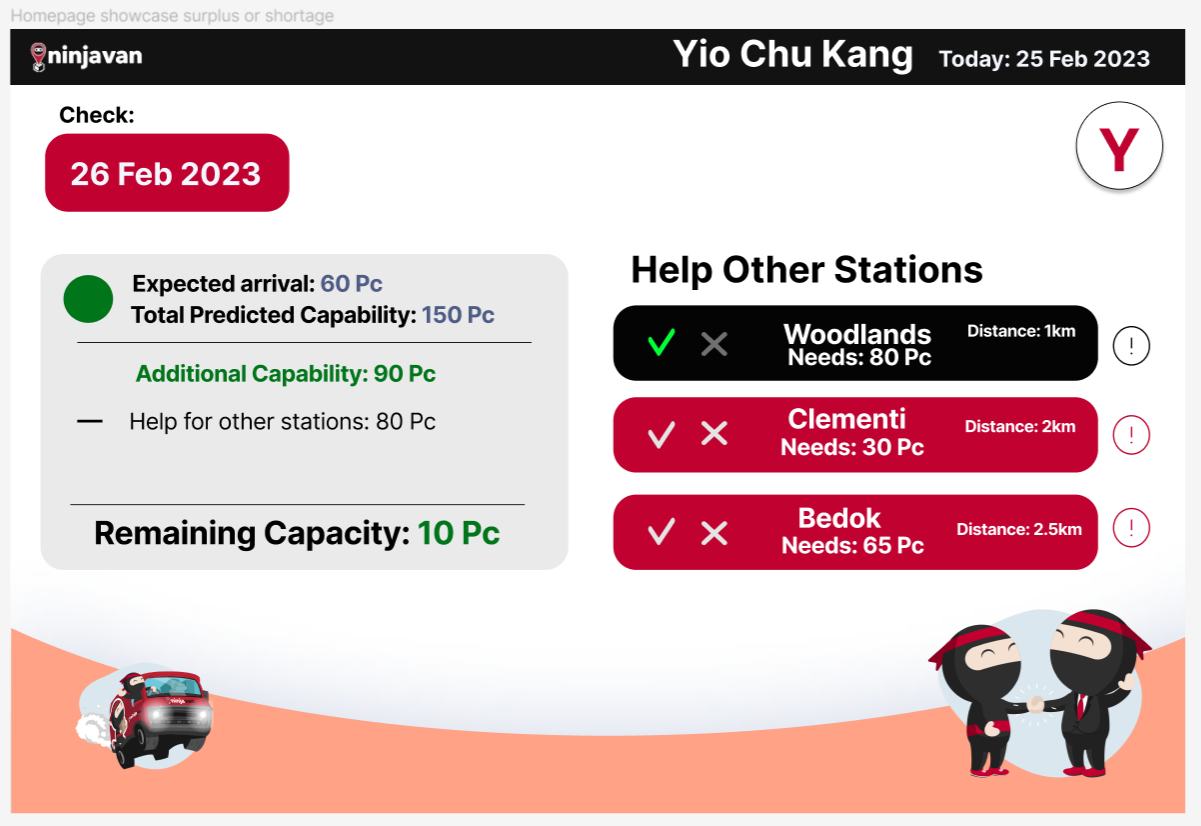 Homepage showcase surplus or shortage
ninjavan
Yio Chu Kang
Today: 25 Feb 2023
Check:
26 Feb 2023
Y
Expected arrival: 60 Pc
Total Predicted Capability: 150 Pc
Additional Capability: 90 Pc
— Help for other stations: 80 Pc
Remaining Capacity: 10 Pc
Help Other Stations
Woodlands
Needs: 80 Pc
Distance: 1km
!
Clementi
Needs: 30 Pc
Distance: 2km
!
Bedok
Needs: 65 Pc
Distance: 2.5km
!